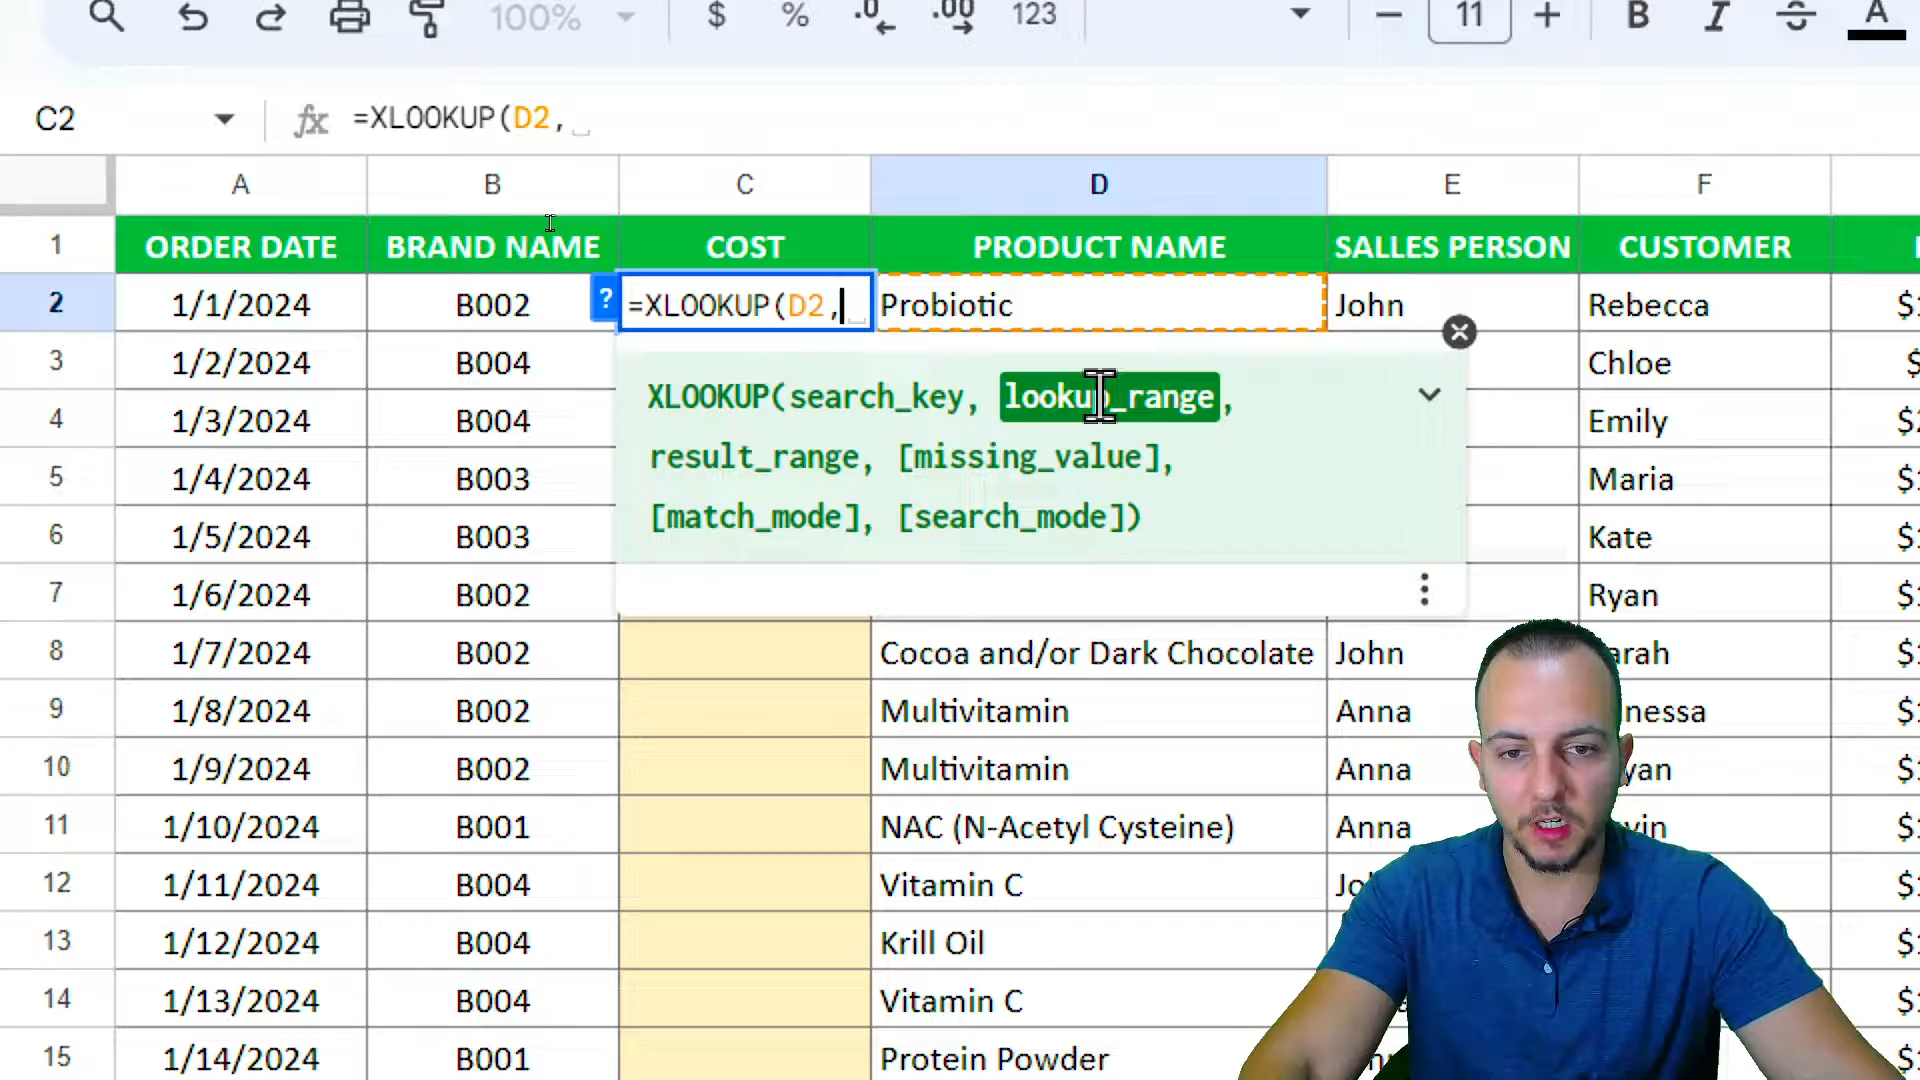 100% $ % .0 .00 123 11 B I A
C2 fx =XLOOKUP(D2,
A B C D E F
1 ORDER DATE BRAND NAME COST PRODUCT NAME SALLES PERSON CUSTOMER
2 1/1/2024 B002 ? =XLOOKUP(D2, Probiotic John Rebecca
3 1/2/2024 B004 Chloe
XLOOKUP(search_key, lookup_range,
4 1/3/2024 B004 Emily
result_range, [missing_value],
5 1/4/2024 B003 Maria
[match_mode], [search_mode])
6 1/5/2024 B003 Kate
7 1/6/2024 B002 Ryan
8 1/7/2024 B002 Cocoa and/or Dark Chocolate John
9 1/8/2024 B002 Multivitamin Anna
10 1/9/2024 B002 Multivitamin Anna
11 1/10/2024 B001 NAC (N-Acetyl Cysteine) Anna
12 1/11/2024 B004 Vitamin C
13 1/12/2024 B004 Krill Oil
14 1/13/2024 B004 Vitamin C
15 1/14/2024 B001 Protein Powder